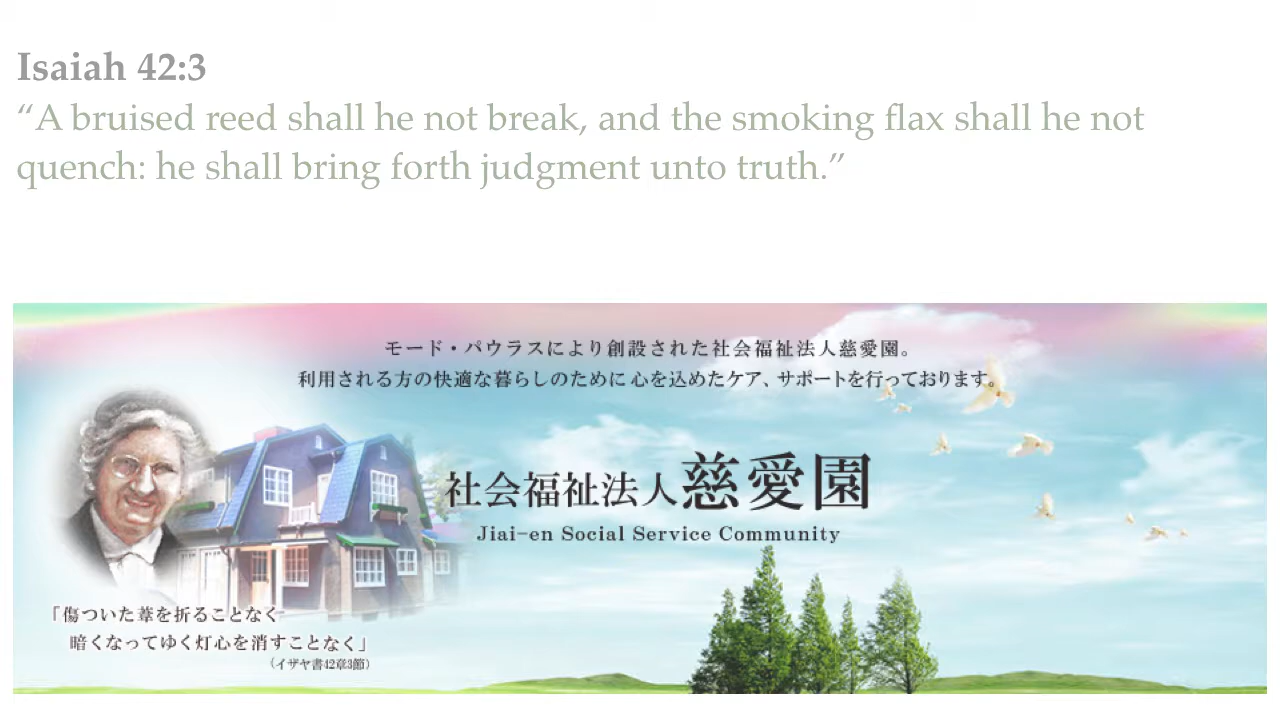 Isaiah 42:3
“A bruised reed shall he not break, and the smoking flax shall he not
quench: he shall bring forth judgment unto truth.”
モード・パウラスにより創設された社会福祉法人慈愛園。
利用される方の快適な暮らしのために心を込めたケア、サポートを行っております。
社会福祉法人慈愛園
Jiai-en Social Service Community
「傷ついた葦を折ることなく
暗くなってゆく灯心を消すことなく」
（イザヤ書42章3節）